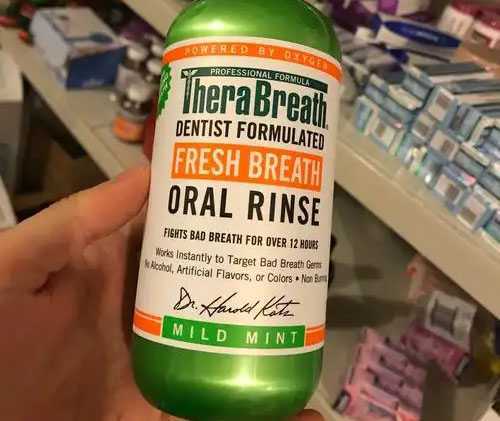 POWERED BY OXYGEN
PROFESSIONAL FORMULA
TheraBreath®
DENTIST FORMULATED
FRESH BREATH
ORAL RINSE
FIGHTS BAD BREATH FOR OVER 12 HOURS
Works Instantly to Target Bad Breath Germs
No Alcohol, Artificial Flavors, or Colors • Non
Dr. Harold Katz
MILD MINT